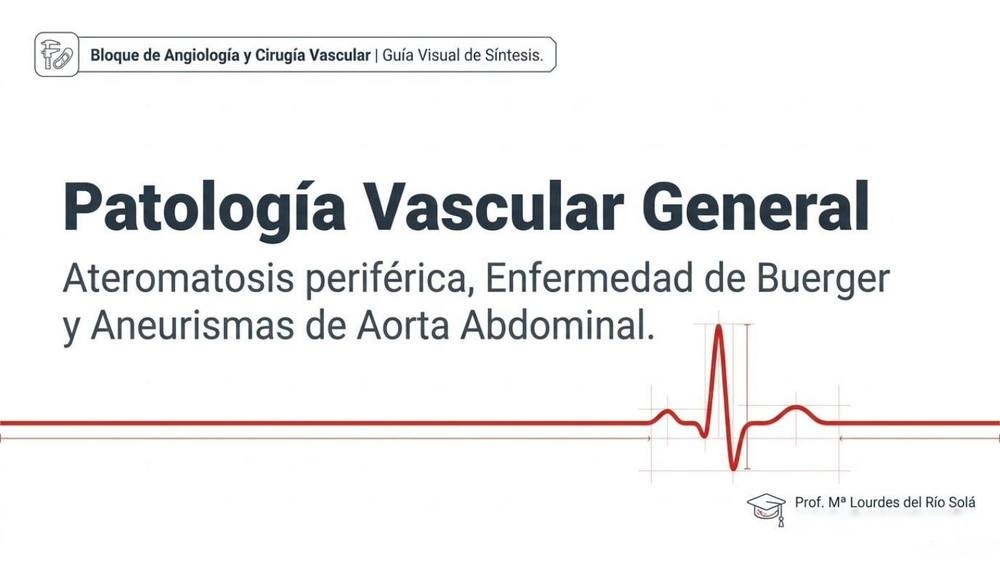 Bloque de Angiología y Cirugía Vascular | Guía Visual de Síntesis.
Patología Vascular General
Ateromatosis periférica, Enfermedad de Buerger
y Aneurismas de Aorta Abdominal.
Prof. Mª Lourdes del Río Solá